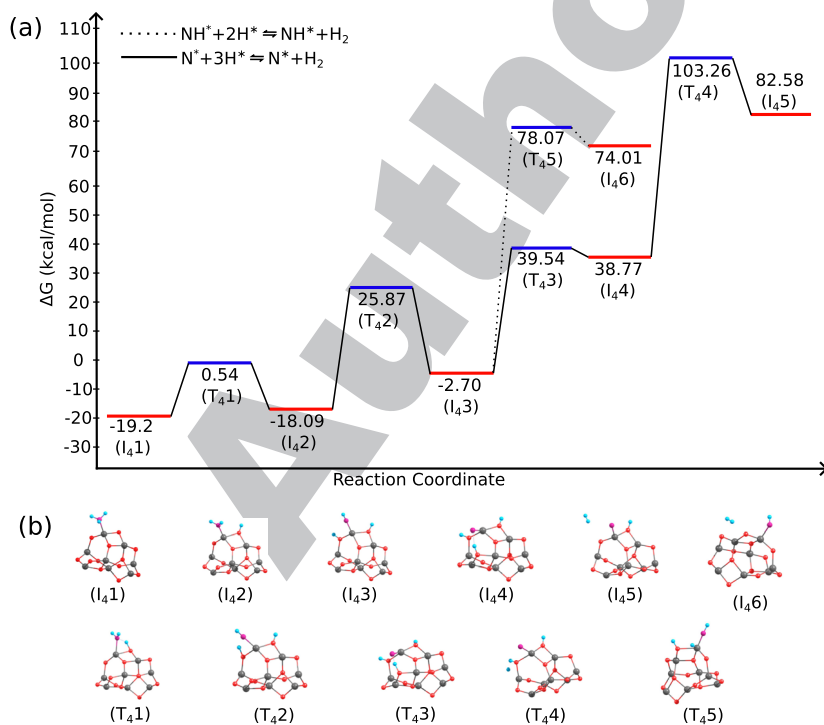 (a)
NH*+2H* ⇋ NH*+H₂
N*+3H* ⇋ N*+H₂
ΔG (kcal/mol)
110
100
90
80
70
60
50
40
30
20
10
0
-10
-20
-30
-19.2
(I₄1)
0.54
(T₄1)
-18.09
(I₄2)
25.87
(T₄2)
-2.70
(I₄3)
78.07
(T₄5)
74.01
(I₄6)
39.54
(T₄3)
38.77
(I₄4)
103.26
(T₄4)
82.58
(I₄5)
Reaction Coordinate
(b)
(I₄1) (I₄2) (I₄3) (I₄4) (I₄5) (I₄6)
(T₄1) (T₄2) (T₄3) (T₄4) (T₄5)
Autho